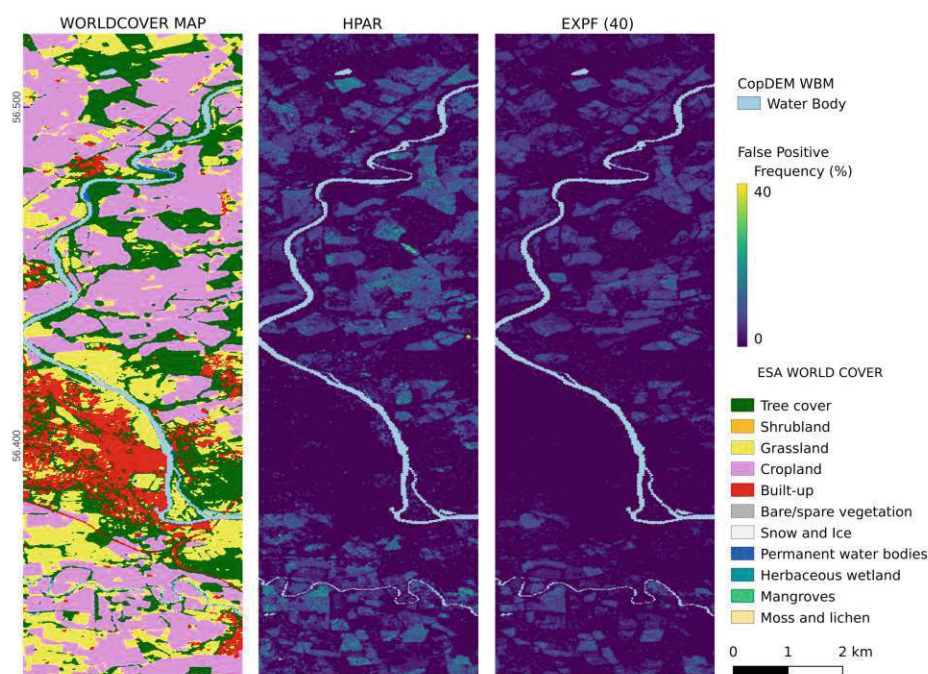 WORLDCOVER MAP
HPAR
EXPF (40)
56.500
56.400
CopDEM WBM
Water Body
False Positive
Frequency (%)
40
0
ESA WORLD COVER
Tree cover
Shrubland
Grassland
Cropland
Built-up
Bare/spare vegetation
Snow and Ice
Permanent water bodies
Herbaceous wetland
Mangroves
Moss and lichen
0 1 2 km